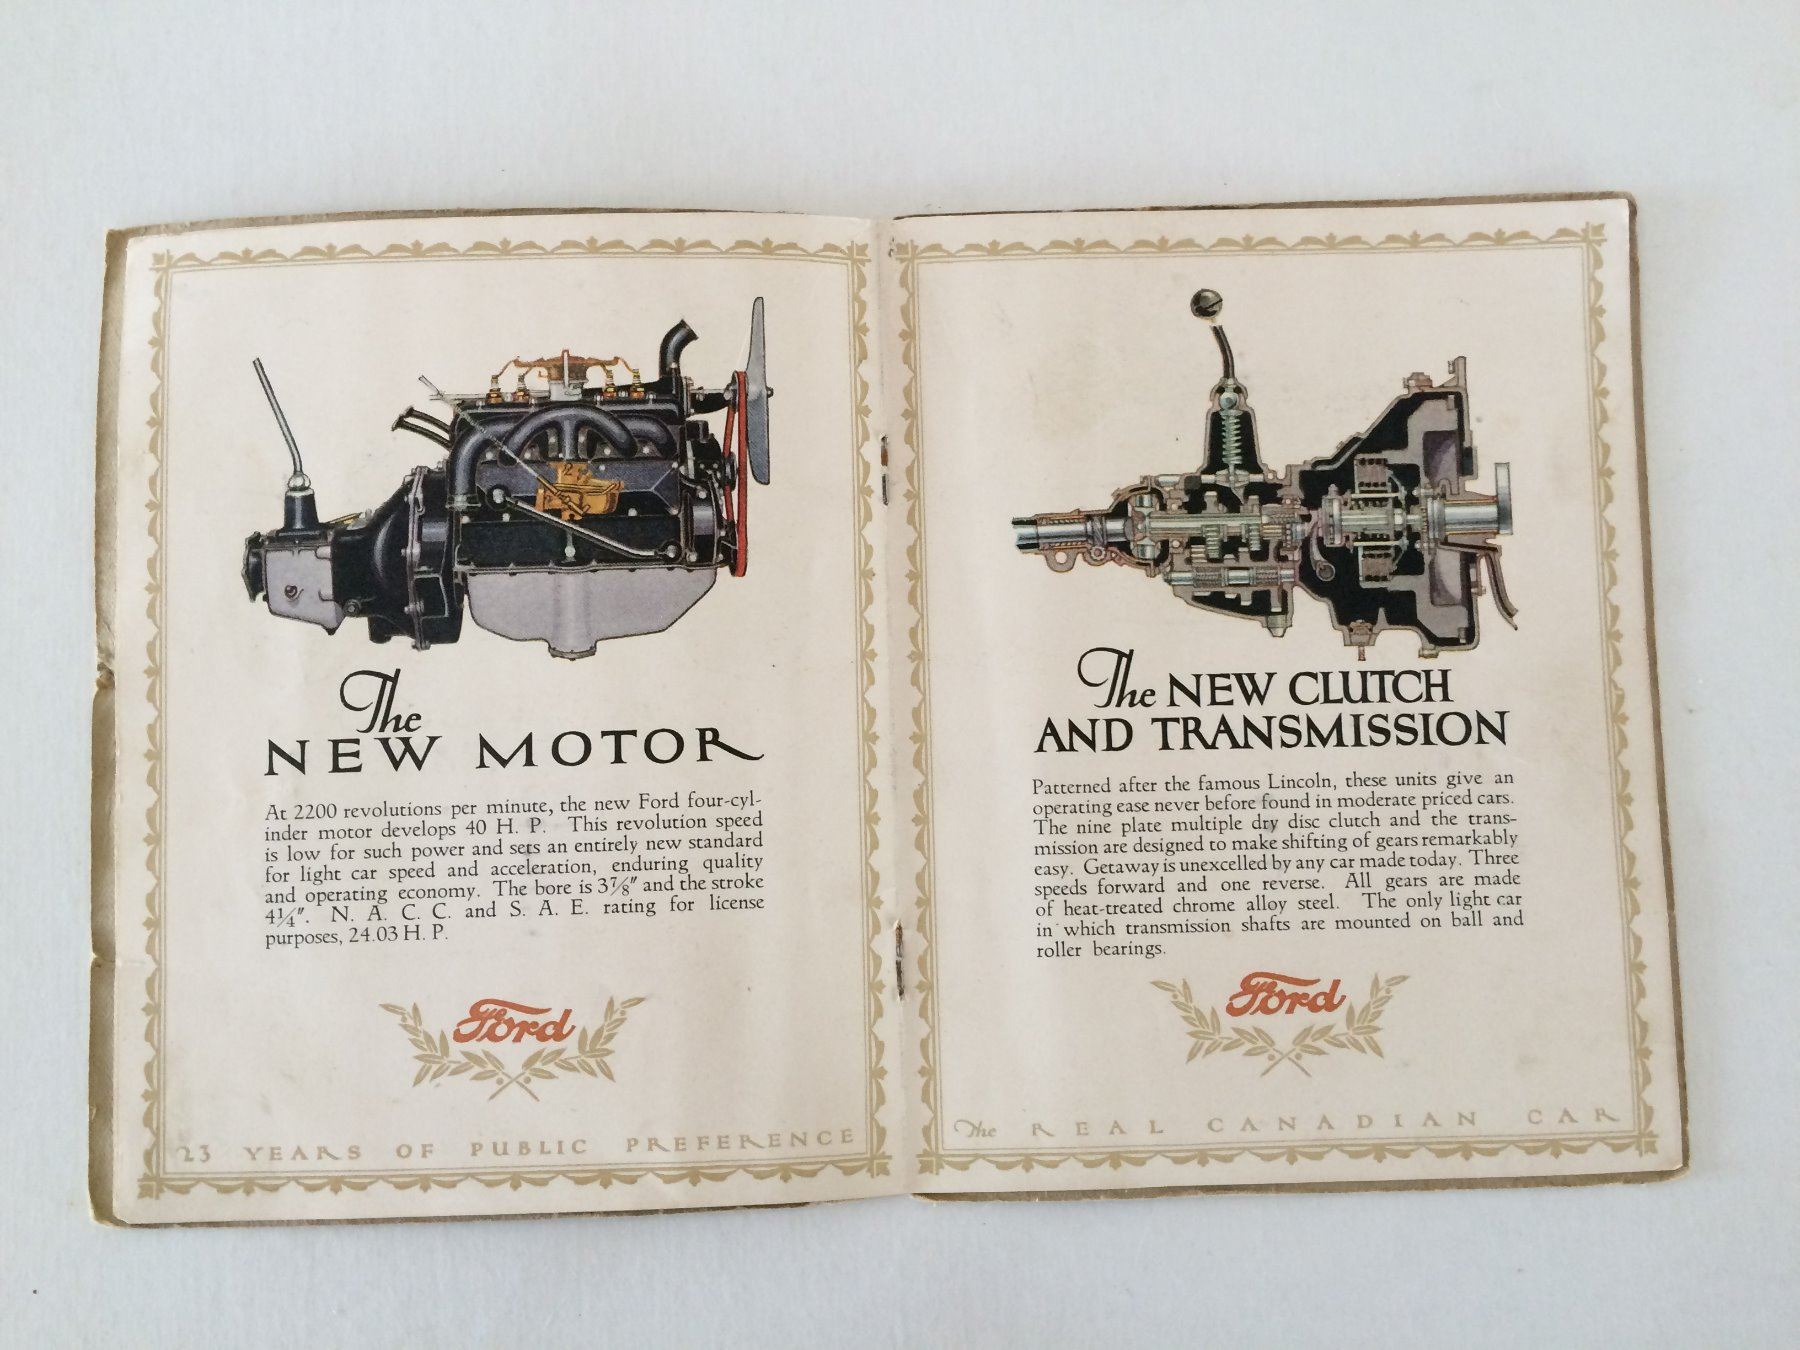 The
NEW MOTOR
At 2200 revolutions per minute, the new Ford four-cyl-
inder motor develops 40 H. P. This revolution speed
is low for such power and sets an entirely new standard
for light car speed and acceleration, enduring quality
and operating economy. The bore is 3⅞" and the stroke
4¼". N. A. C. C. and S. A. E. rating for license
purposes, 24.03 H. P.
Ford
23 YEARS OF PUBLIC PREFERENCE
The NEW CLUTCH
AND TRANSMISSION
Patterned after the famous Lincoln, these units give an
operating ease never before found in moderate priced cars.
The nine plate multiple dry disc clutch and the trans-
mission are designed to make shifting of gears remarkably
easy. Getaway is unexcelled by any car made today. Three
speeds forward and one reverse. All gears are made
of heat-treated chrome alloy steel. The only light car
in which transmission shafts are mounted on ball and
roller bearings.
Ford
The REAL CANADIAN CAR